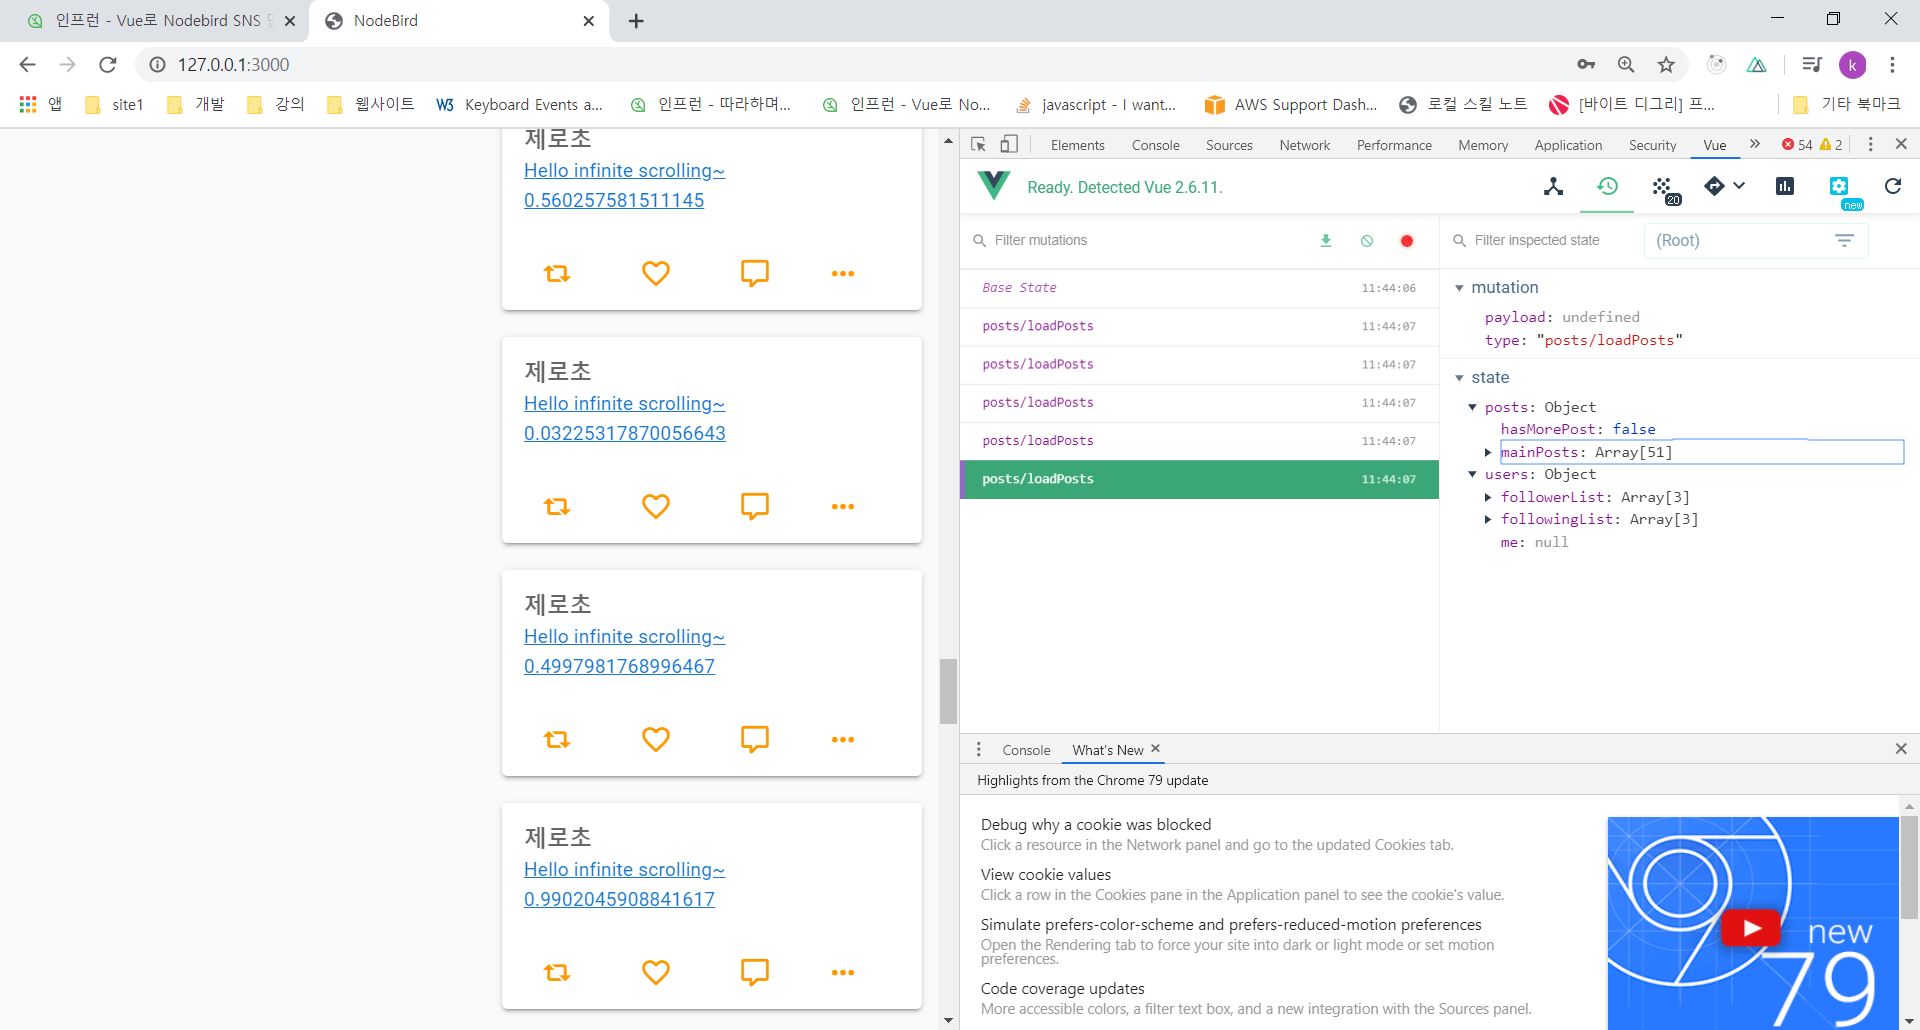 인프런 - Vue로 Nodebird SNS
NodeBird
127.0.0.1:3000
k
앱
site1
개발
강의
웹사이트
W3 Keyboard Events a...
인프런 - 따라하며...
인프런 - Vue로 No...
javascript - I want...
AWS Support Dash...
로컬 스킬 노트
[바이트 디그리] 프...
기타 북마크
제로초
Hello infinite scrolling~
0.560257581511145
제로초
Hello infinite scrolling~
0.03225317870056643
제로초
Hello infinite scrolling~
0.4997981768996467
제로초
Hello infinite scrolling~
0.9902045908841617
Elements Console Sources Network Performance Memory Application Security Vue » 54 2
Ready. Detected Vue 2.6.11.
20
new
Filter mutations
Base State 11:44:06
posts/loadPosts 11:44:07
posts/loadPosts 11:44:07
posts/loadPosts 11:44:07
posts/loadPosts 11:44:07
posts/loadPosts 11:44:07
Filter inspected state (Root)
mutation
payload: undefined
type: "posts/loadPosts"
state
posts: Object
hasMorePost: false
mainPosts: Array[51]
users: Object
followerList: Array[3]
followingList: Array[3]
me: null
Console What's New
Highlights from the Chrome 79 update
Debug why a cookie was blocked
Click a resource in the Network panel and go to the updated Cookies tab.
View cookie values
Click a row in the Cookies pane in the Application panel to see the cookie's value.
Simulate prefers-color-scheme and prefers-reduced-motion preferences
Open the Rendering tab to force your site into dark or light mode or set motion
preferences.
Code coverage updates
More accessible colors, a filter text box, and a new integration with the Sources panel.
new
79